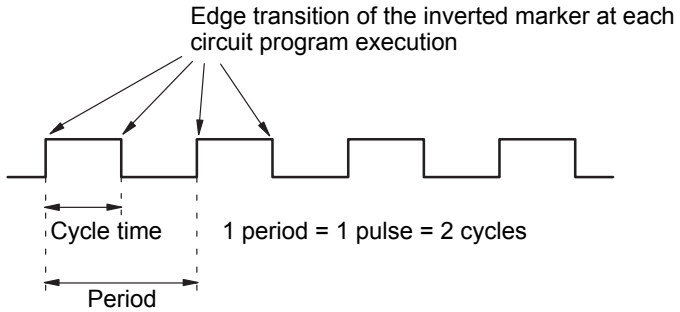 Edge transition of the inverted marker at each
circuit program execution
Cycle time
1 period = 1 pulse = 2 cycles
Period